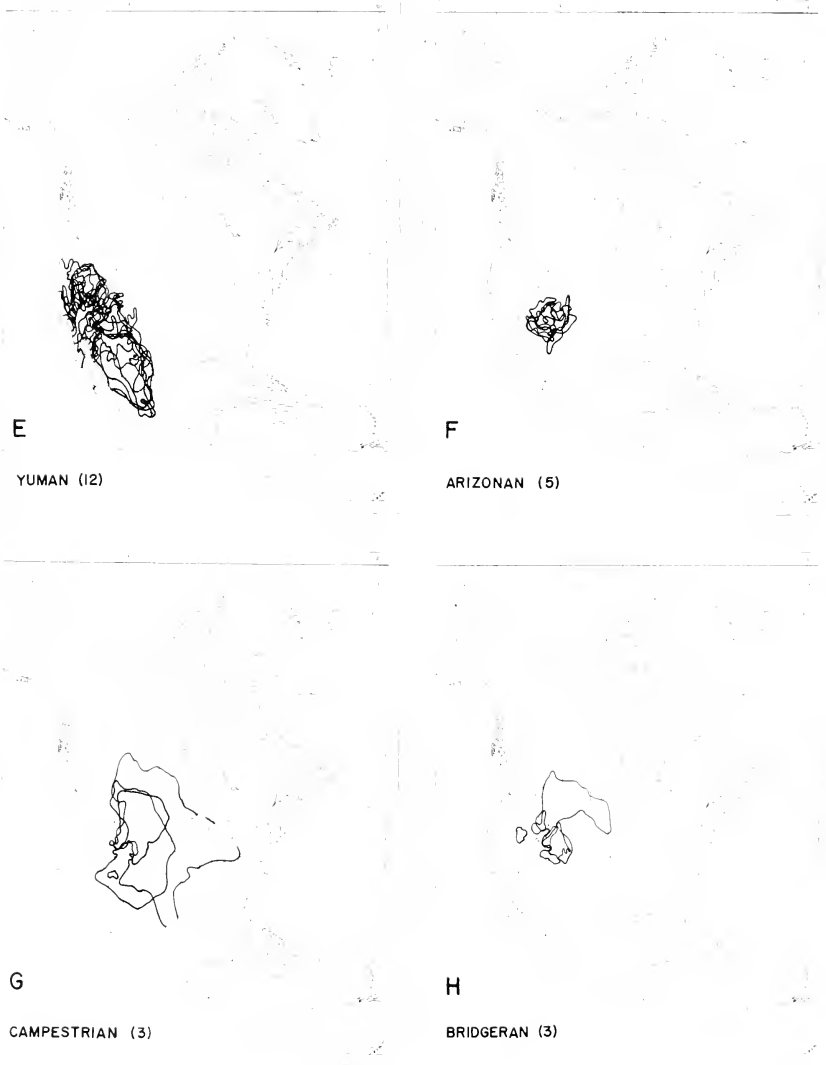 E
YUMAN (12)
F
ARIZONAN (5)
G
CAMPESTRIAN (3)
H
BRIDGERAN (3)